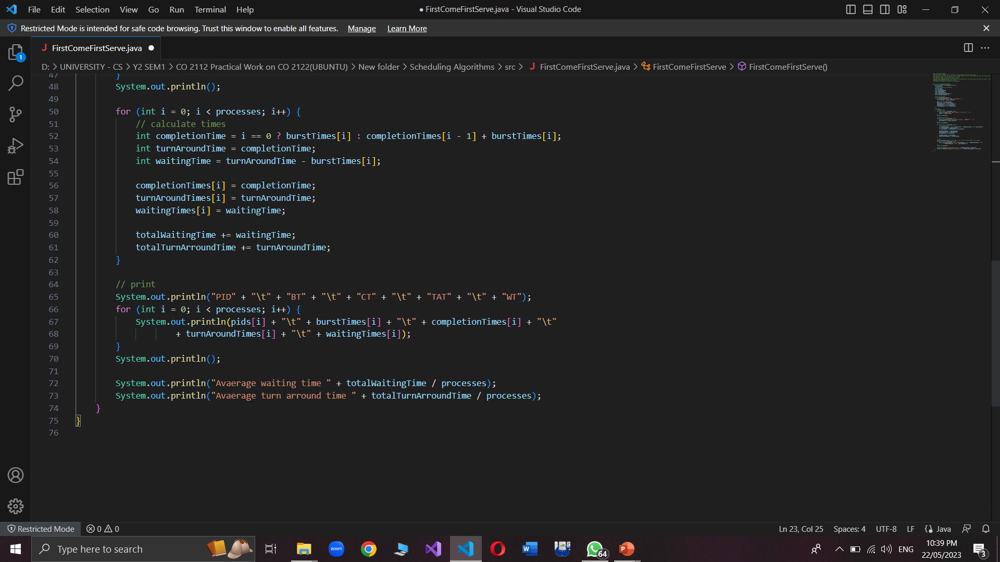 File Edit Selection View Go Run Terminal Help ● FirstComeFirstServe.java - Visual Studio Code
Restricted Mode is intended for safe code browsing. Trust this window to enable all features. Manage Learn More
J FirstComeFirstServe.java
1
D: > UNIVERSITY - CS > Y2 SEM1 > CO 2112 Practical Work on CO 2122(UBUNTU) > New folder > Scheduling Algorithms > src > J FirstComeFirstServe.java > FirstComeFirstServe > FirstComeFirstServe()
47 }
48 System.out.println();
49
50 for (int i = 0; i < processes; i++) {
51 // calculate times
52 int completionTime = i == 0 ? burstTimes[i] : completionTimes[i - 1] + burstTimes[i];
53 int turnAroundTime = completionTime;
54 int waitingTime = turnAroundTime - burstTimes[i];
55
56 completionTimes[i] = completionTime;
57 turnAroundTimes[i] = turnAroundTime;
58 waitingTimes[i] = waitingTime;
59
60 totalWaitingTime += waitingTime;
61 totalTurnArroundTime += turnAroundTime;
62 }
63
64 // print
65 System.out.println("PID" + "\t" + "BT" + "\t" + "CT" + "\t" + "TAT" + "\t" + "WT");
66 for (int i = 0; i < processes; i++) {
67 System.out.println(pids[i] + "\t" + burstTimes[i] + "\t" + completionTimes[i] + "\t"
68 + turnAroundTimes[i] + "\t" + waitingTimes[i]);
69 }
70 System.out.println();
71
72 System.out.println("Avaerage waiting time " + totalWaitingTime / processes);
73 System.out.println("Avaerage turn arround time " + totalTurnArroundTime / processes);
74 }
75 }
76
Restricted Mode 0 0 Ln 23, Col 25 Spaces: 4 UTF-8 LF Java
Type here to search zoom W 64 P ENG 10:39 PM
22/05/2023 3